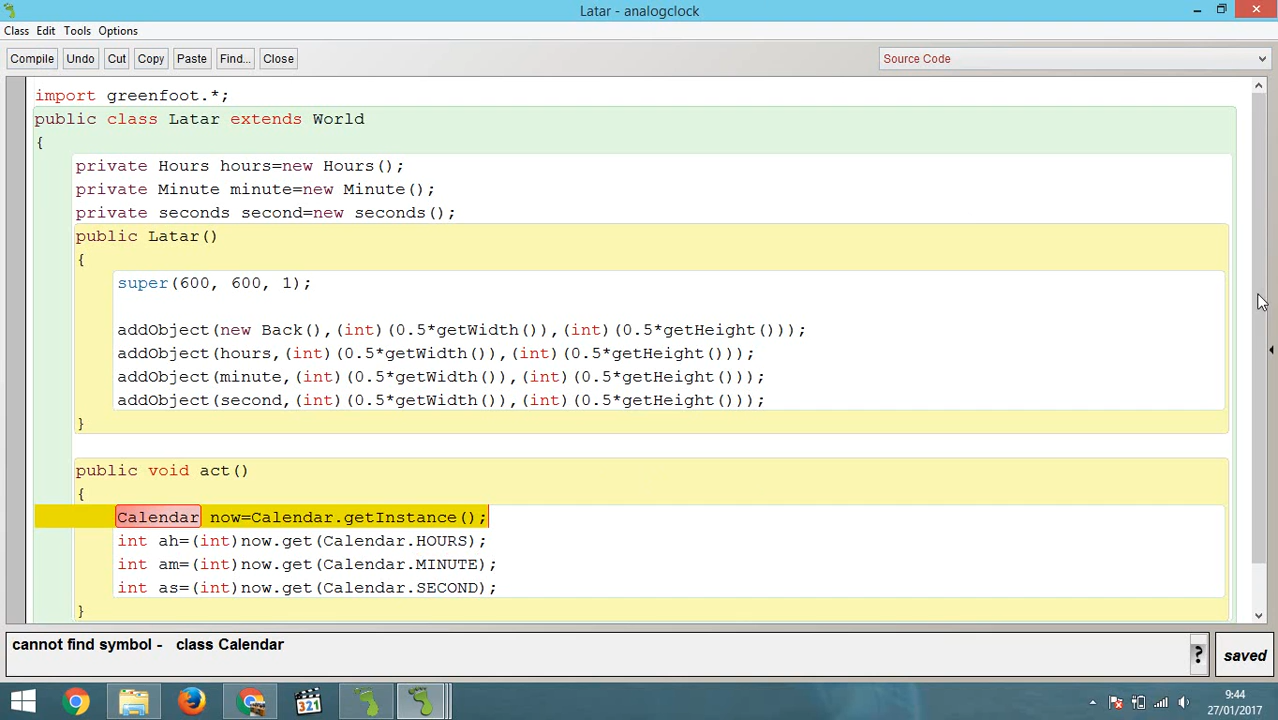 Latar - analogclock
Class Edit Tools Options
Compile Undo Cut Copy Paste Find... Close Source Code
import greenfoot.*;
public class Latar extends World
{
private Hours hours=new Hours();
private Minute minute=new Minute();
private seconds second=new seconds();
public Latar()
{
super(600, 600, 1);
addObject(new Back(),(int)(0.5*getWidth()),(int)(0.5*getHeight()));
addObject(hours,(int)(0.5*getWidth()),(int)(0.5*getHeight()));
addObject(minute,(int)(0.5*getWidth()),(int)(0.5*getHeight()));
addObject(second,(int)(0.5*getWidth()),(int)(0.5*getHeight()));
}
public void act()
{
Calendar now=Calendar.getInstance();
int ah=(int)now.get(Calendar.HOURS);
int am=(int)now.get(Calendar.MINUTE);
int as=(int)now.get(Calendar.SECOND);
}
cannot find symbol - class Calendar
? saved
321
9:44
27/01/2017